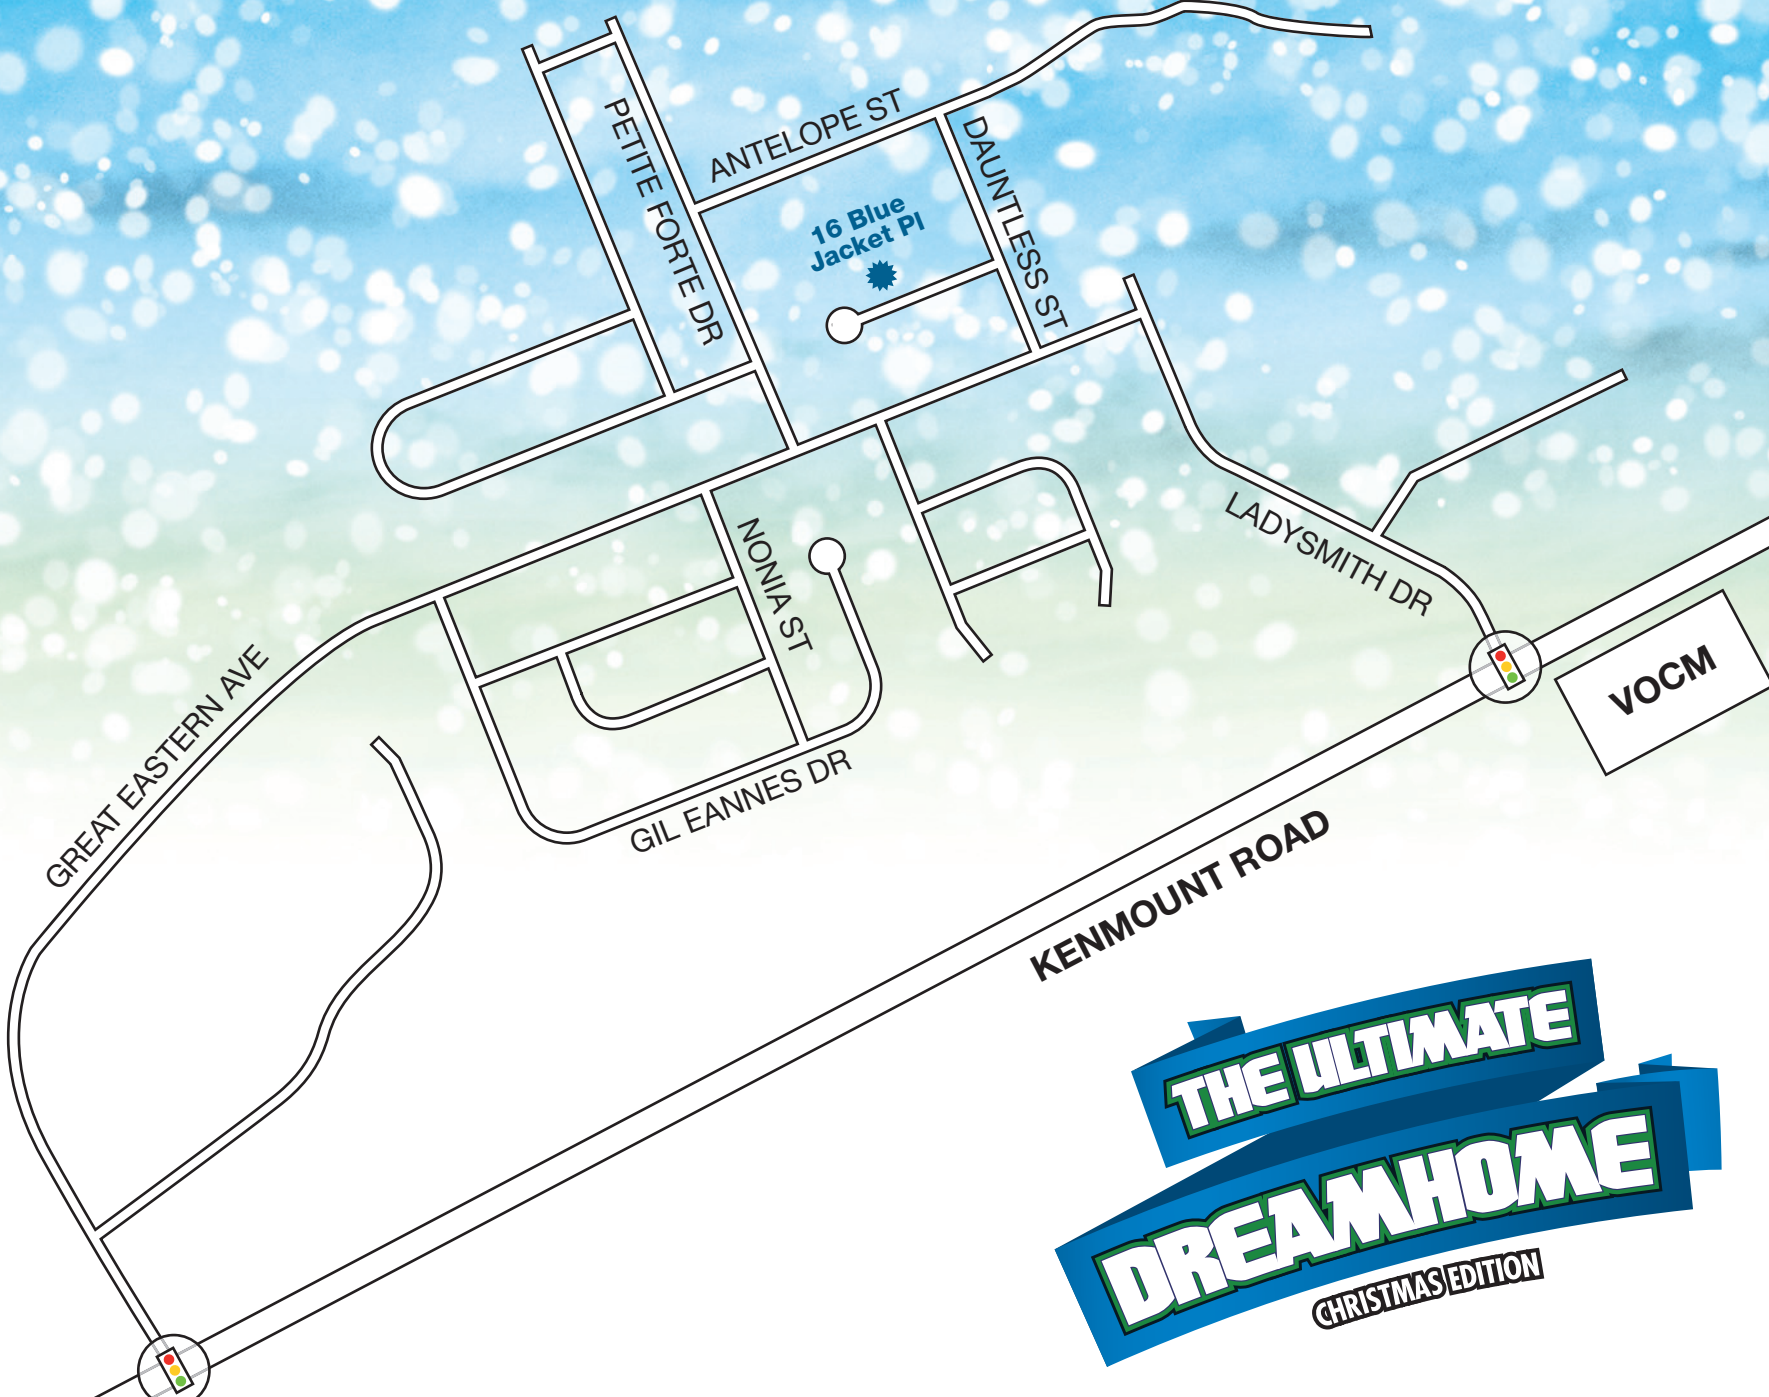 PETITE FORTE DR
ANTELOPE ST
DAUNTLESS ST
16 Blue
Jacket Pl
LADYSMITH DR
NONIA ST
GREAT EASTERN AVE
GIL EANNES DR
VOCM
KENMOUNT ROAD
THE ULTIMATE
DREAMHOME
CHRISTMAS EDITION